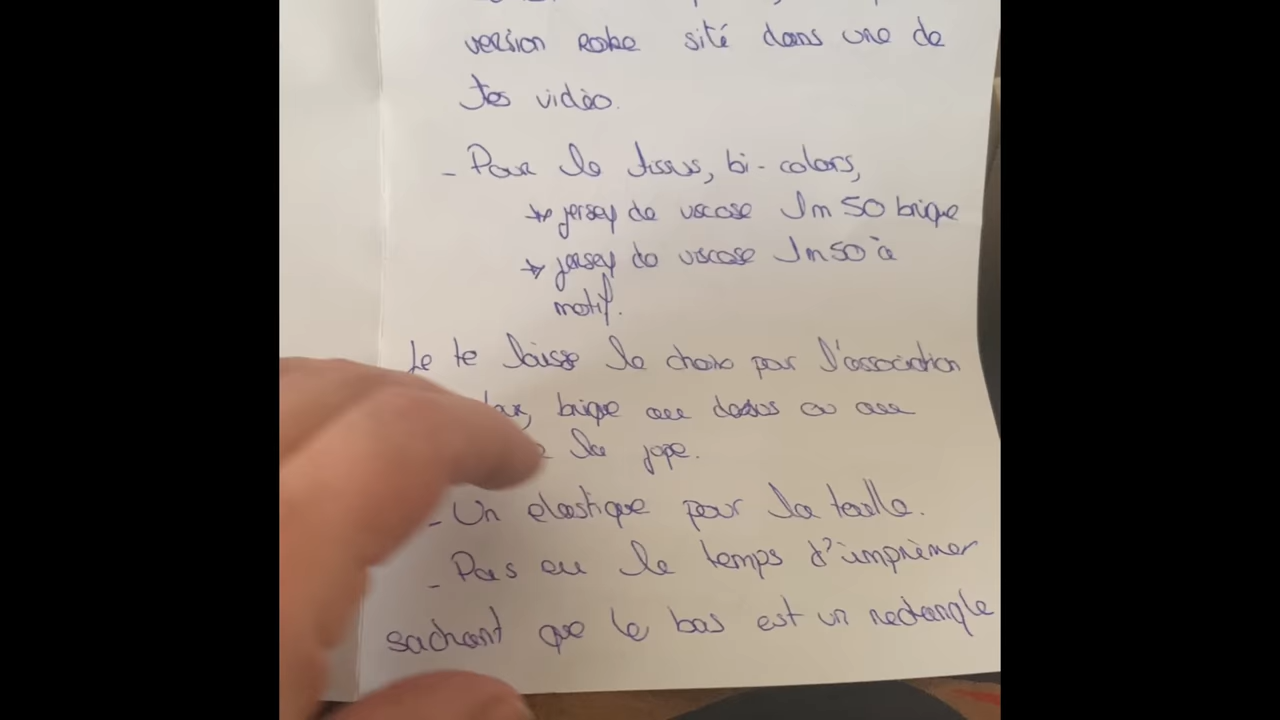 version robe sité dans une de
tes vidéo.
- Pour le tissus, bi-colors,
→ jersey de viscose 1m50 brique
→ jersey de viscose 1m50 à
motif.
Je te laisse le choix pour l'association
brique au dessus ou au
la jupe.
- Un elastique pour la taille.
- Pas eu le temps d'imprimer
sachant que le bas est un rectangle